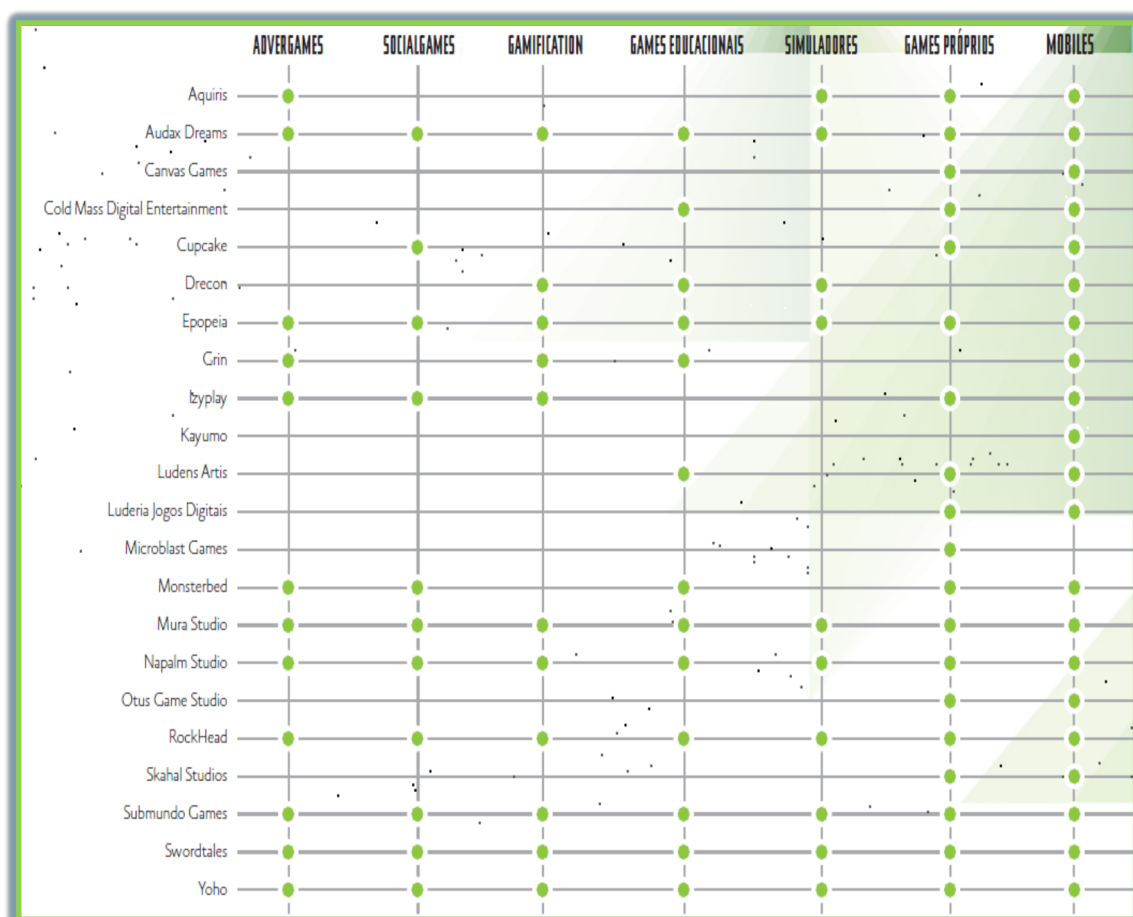 ADVERGAMES SOCIALGAMES GAMIFICATION GAMES EDUCACIONAIS SIMULADORES GAMES PRÓPRIOS MOBILES
Aquiris
Audax Dreams
Canvas Games
Cold Mass Digital Entertainment
Cupcake
Drecon
Epopeia
Grin
Izyplay
Kayumo
Ludens Artis
Luderia Jogos Digitais
Microblast Games
Monsterbed
Mura Studio
Napalm Studio
Otus Game Studio
RockHead
Skahal Studios
Submundo Games
Swordtales
Yoho